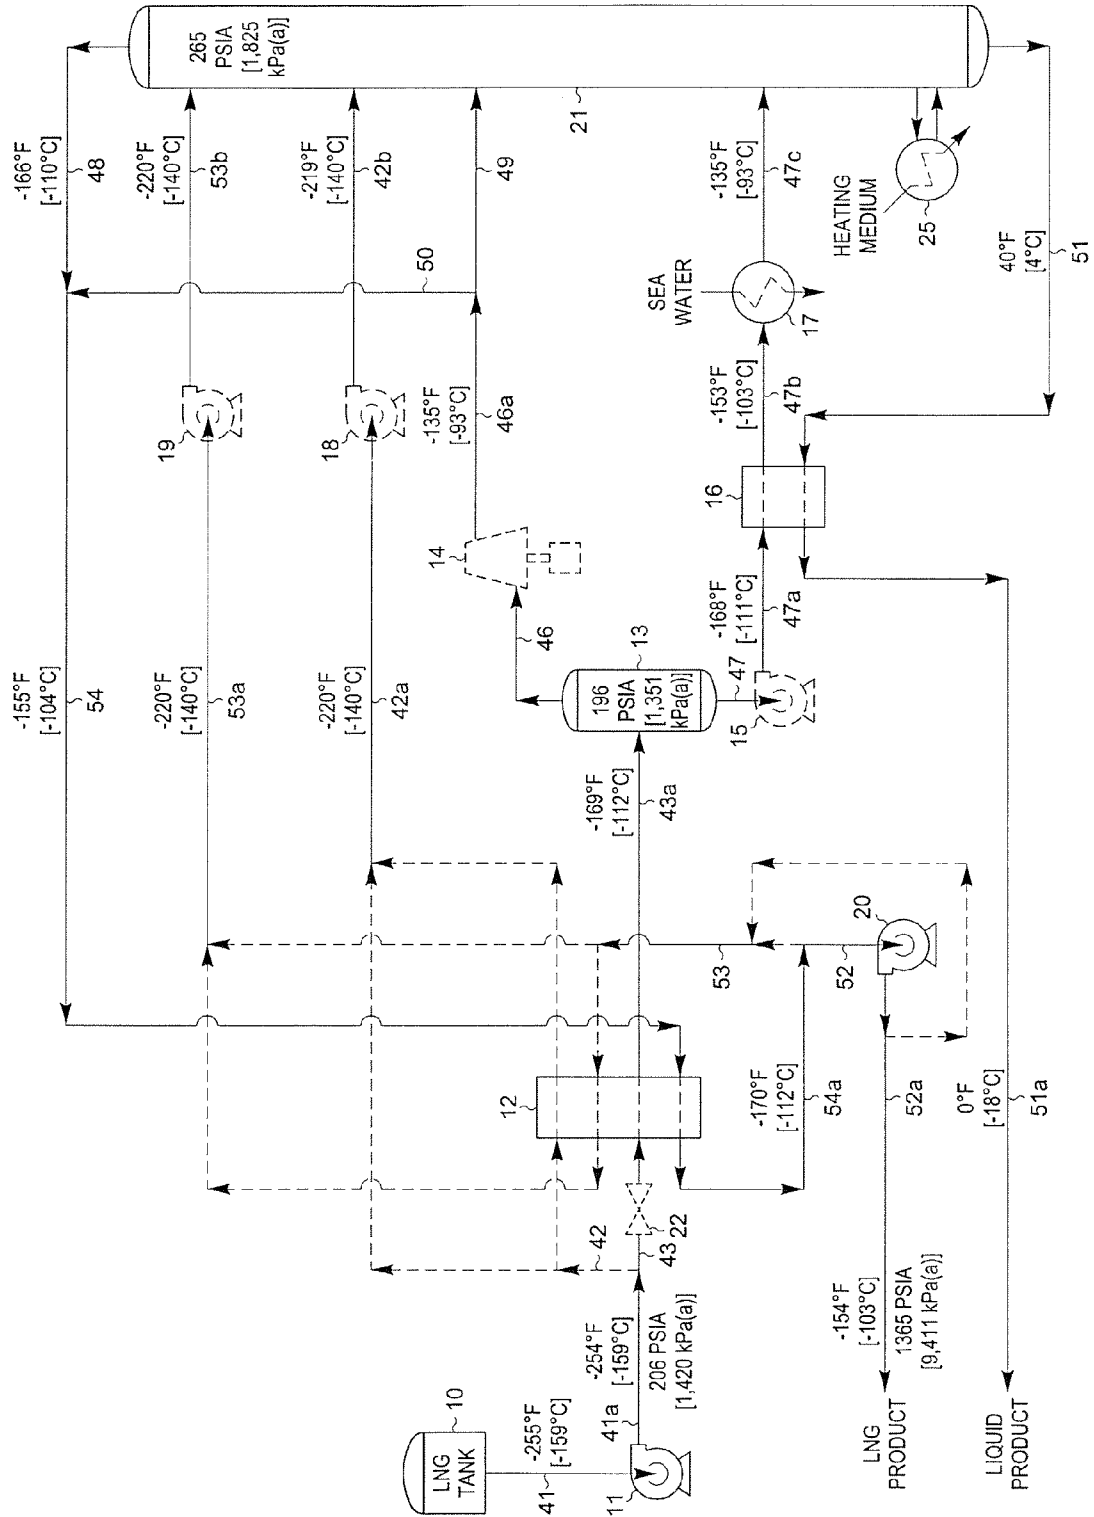 265
PSIA
[1,825
kPa(a)]
21
-166°F
[-110°C]
48
-220°F
[-140°C]
53b
-219°F
[-140°C]
42b
49
-135°F
[-93°C]
47c
HEATING
MEDIUM
25
40°F
[4°C]
51
50
SEA
WATER
17
19
18
-135°F
[-93°C]
46a
-153°F
[-103°C]
47b
16
14
-155°F
[-104°C]
54
-220°F
[-140°C]
53a
-220°F
[-140°C]
42a
46
13
196
PSIA
[1,351
kPa(a)]
47
15
-168°F
[-111°C]
47a
-169°F
[-112°C]
43a
20
53
52
12
-170°F
[-112°C]
54a
52a
0°F
[-18°C]
51a
42
22
43
-254°F
[-159°C]
206 PSIA
[1,420 kPa(a)]
41a
-154°F
[-103°C]
1365 PSIA
[9,411 kPa(a)]
10
LNG
TANK
-255°F
[-159°C]
41
11
LNG
PRODUCT
LIQUID
PRODUCT